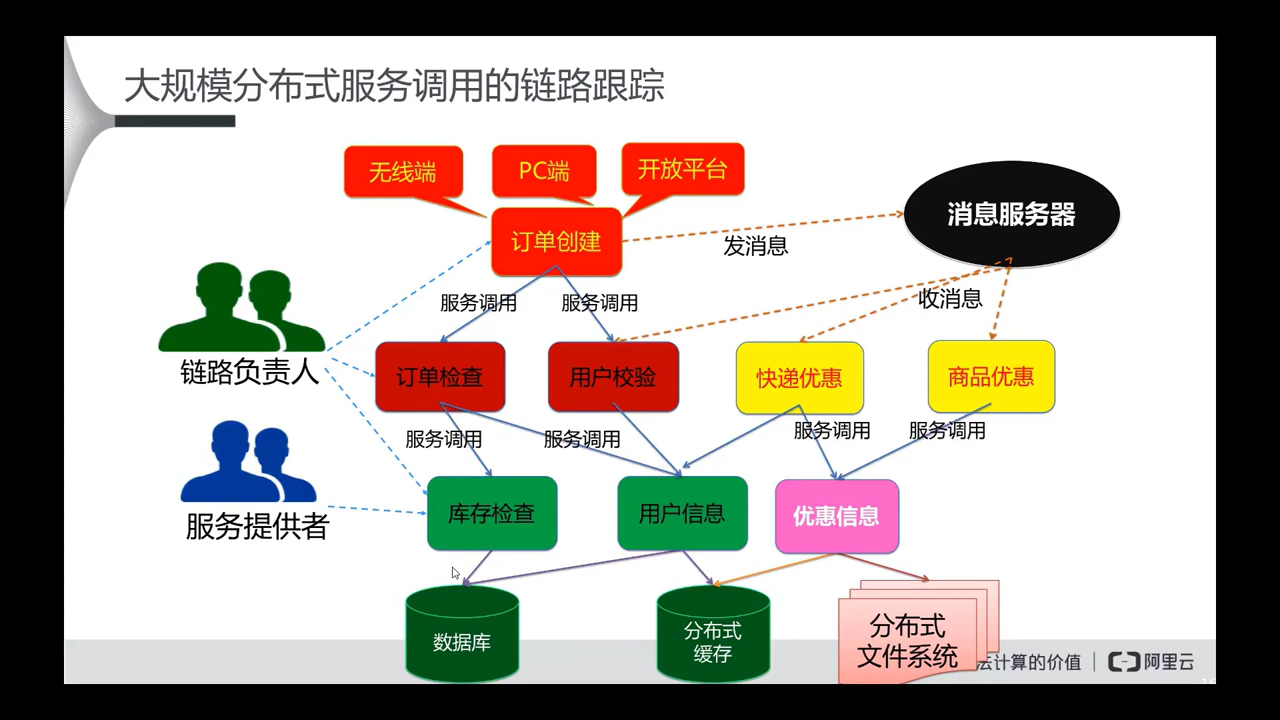 大规模分布式服务调用的链路跟踪
无线端
PC端
开放平台
消息服务器
订单创建
发消息
服务调用
服务调用
收消息
链路负责人
订单检查
用户校验
快递优惠
商品优惠
服务调用
服务调用
服务调用
服务调用
服务提供者
库存检查
用户信息
优惠信息
数据库
分布式
缓存
分布式
文件系统
计算的价值
阿里云